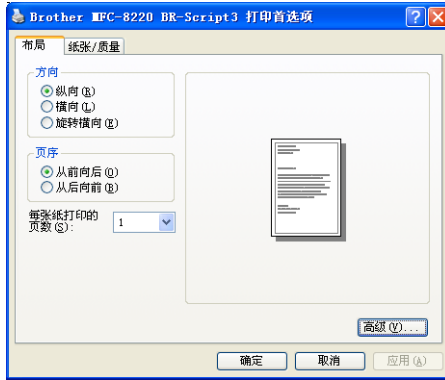 Brother MFC-8220 BR-Script3 打印首选项
布局 纸张/质量
方向
纵向(R)
横向(L)
旋转横向(E)
页序
从前向后(O)
从后向前(B)
每张纸打印的
页数(S): 1
高级(V)...
确定 取消 应用(A)